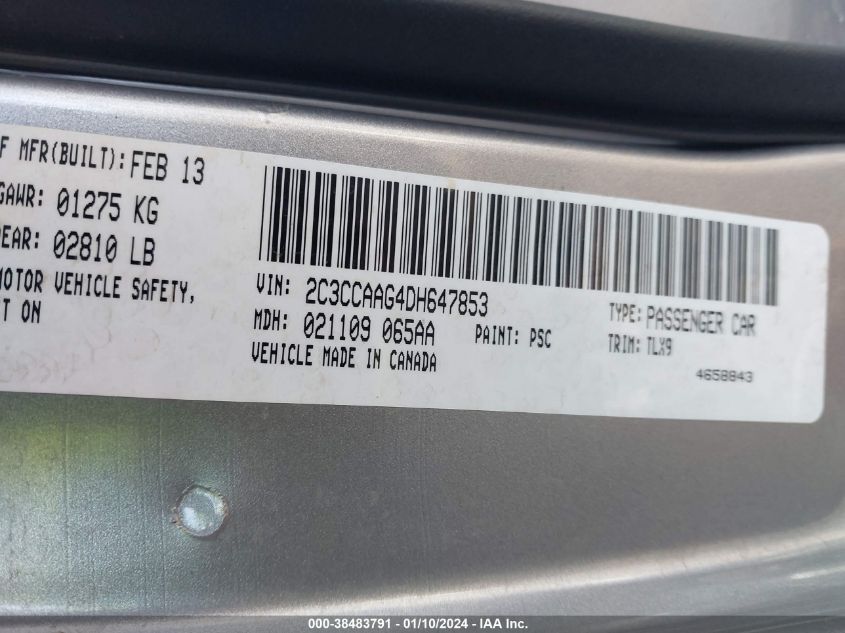 F MFR(BUILT): FEB 13
GAWR: 01275 KG
EAR: 02810 LB
MOTOR VEHICLE SAFETY,
T ON
VIN: 2C3CCAAG4DH647853
MDH: 021109 065AA PAINT: PSC
VEHICLE MADE IN CANADA
TYPE: PASSENGER CAR
TRIM: TLX9
4658843
000-38483791 - 01/10/2024 - IAA Inc.